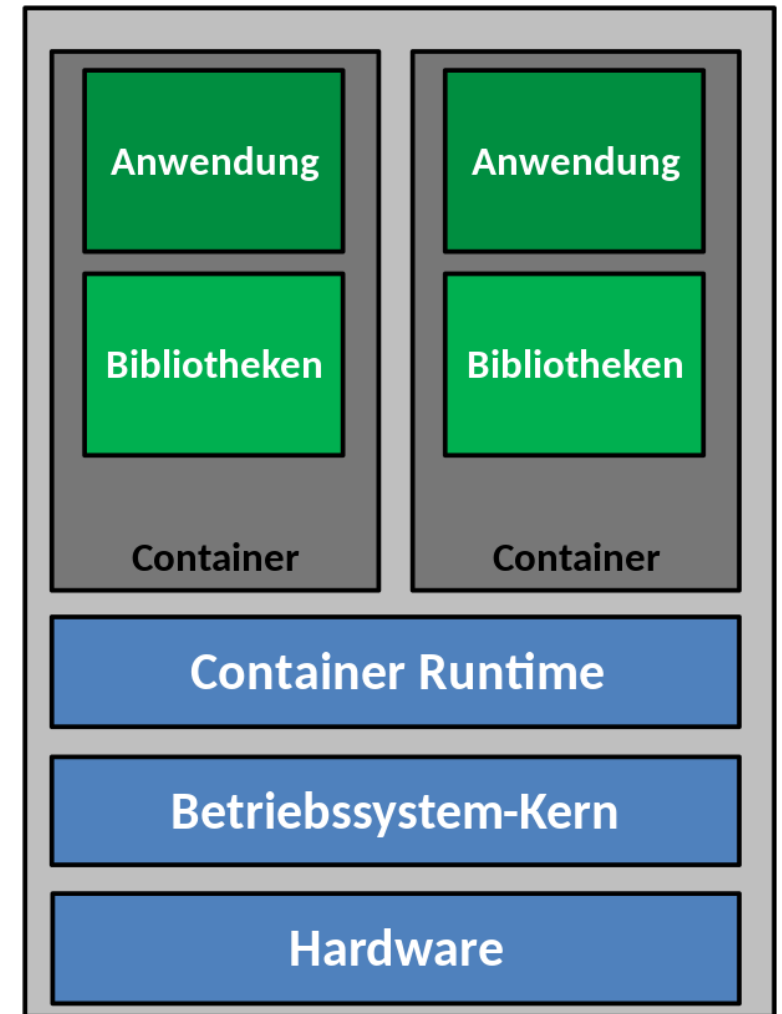 Anwendung
Anwendung
Bibliotheken
Bibliotheken
Container
Container
Container Runtime
Betriebssystem-Kern
Hardware